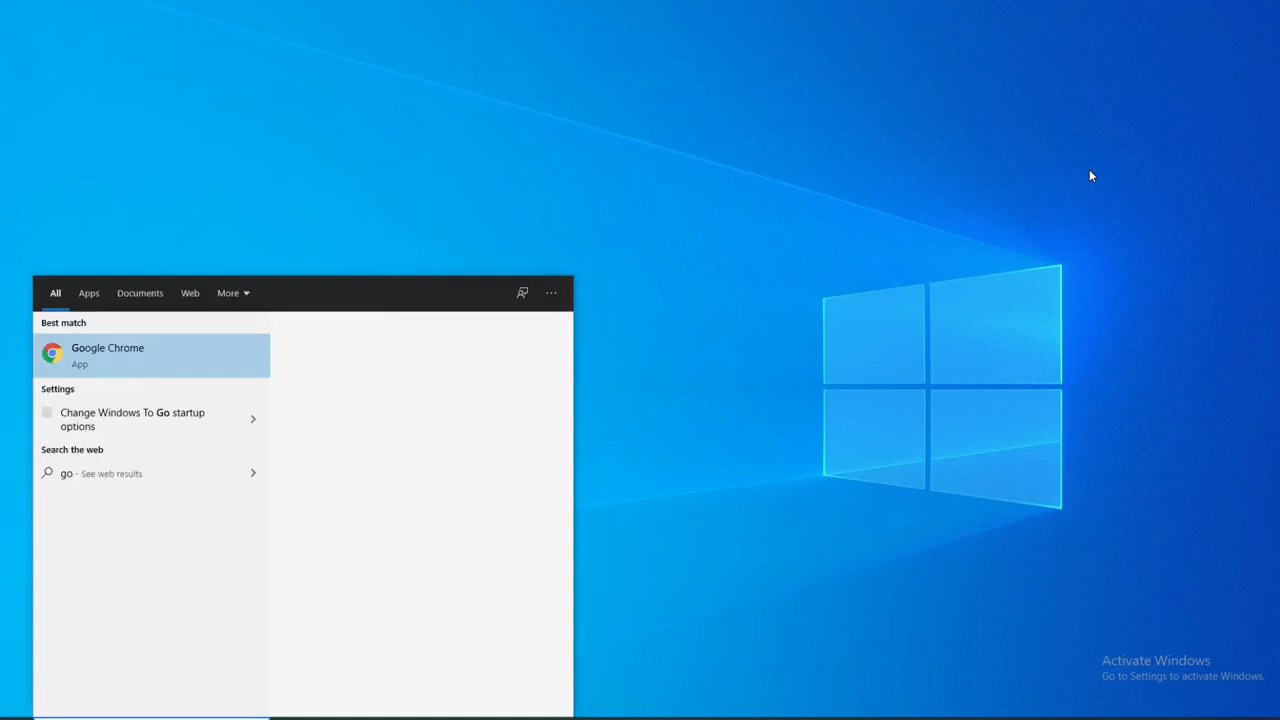 All Apps Documents Web More
Best match
Google Chrome
App
Settings
Change Windows To Go startup
options
Search the web
go - See web results
Activate Windows
Go to Settings to activate Windows.